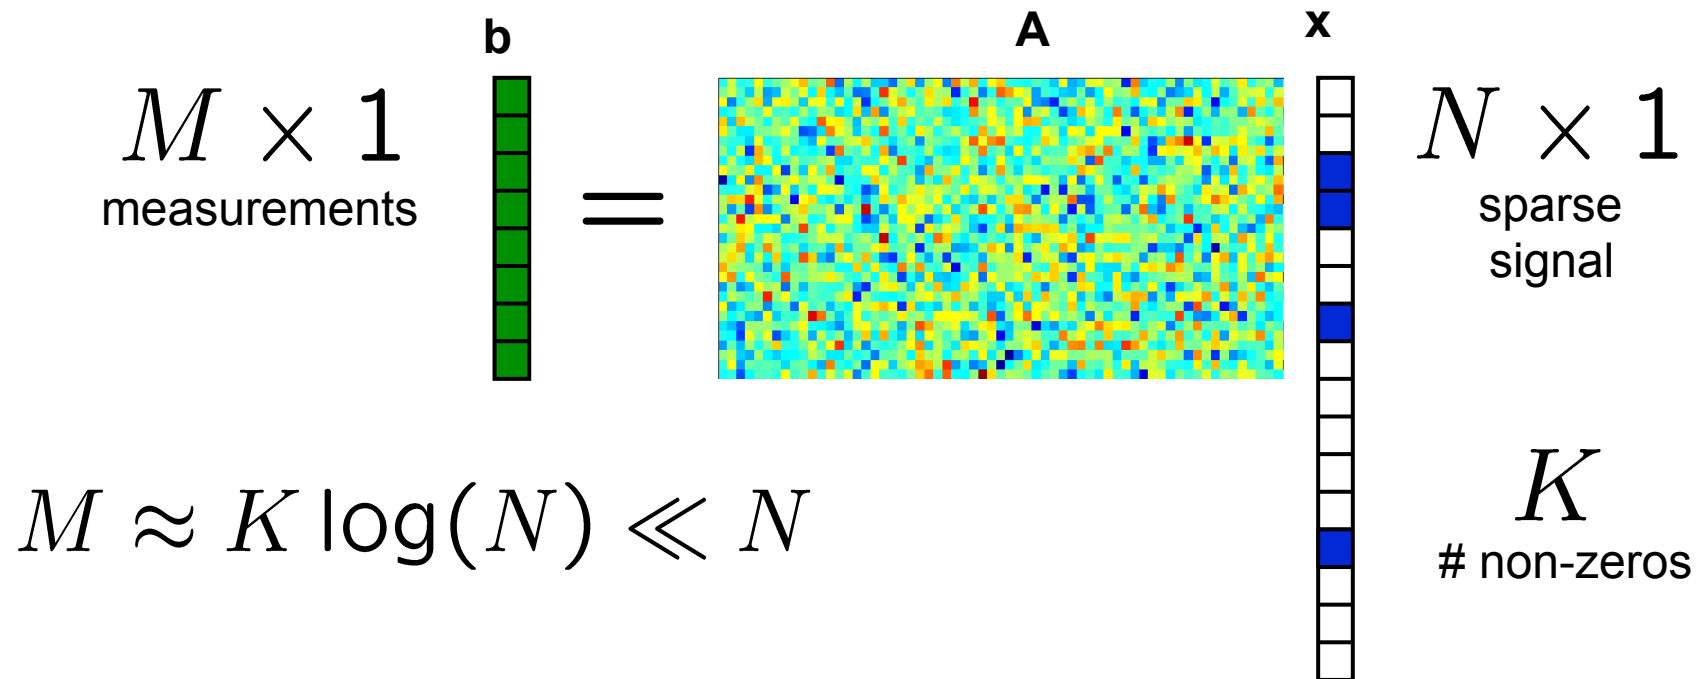 b
A
x
M × 1
measurements
=
N × 1
sparse
signal
M ≈ K log(N) ≪ N
K
# non-zeros